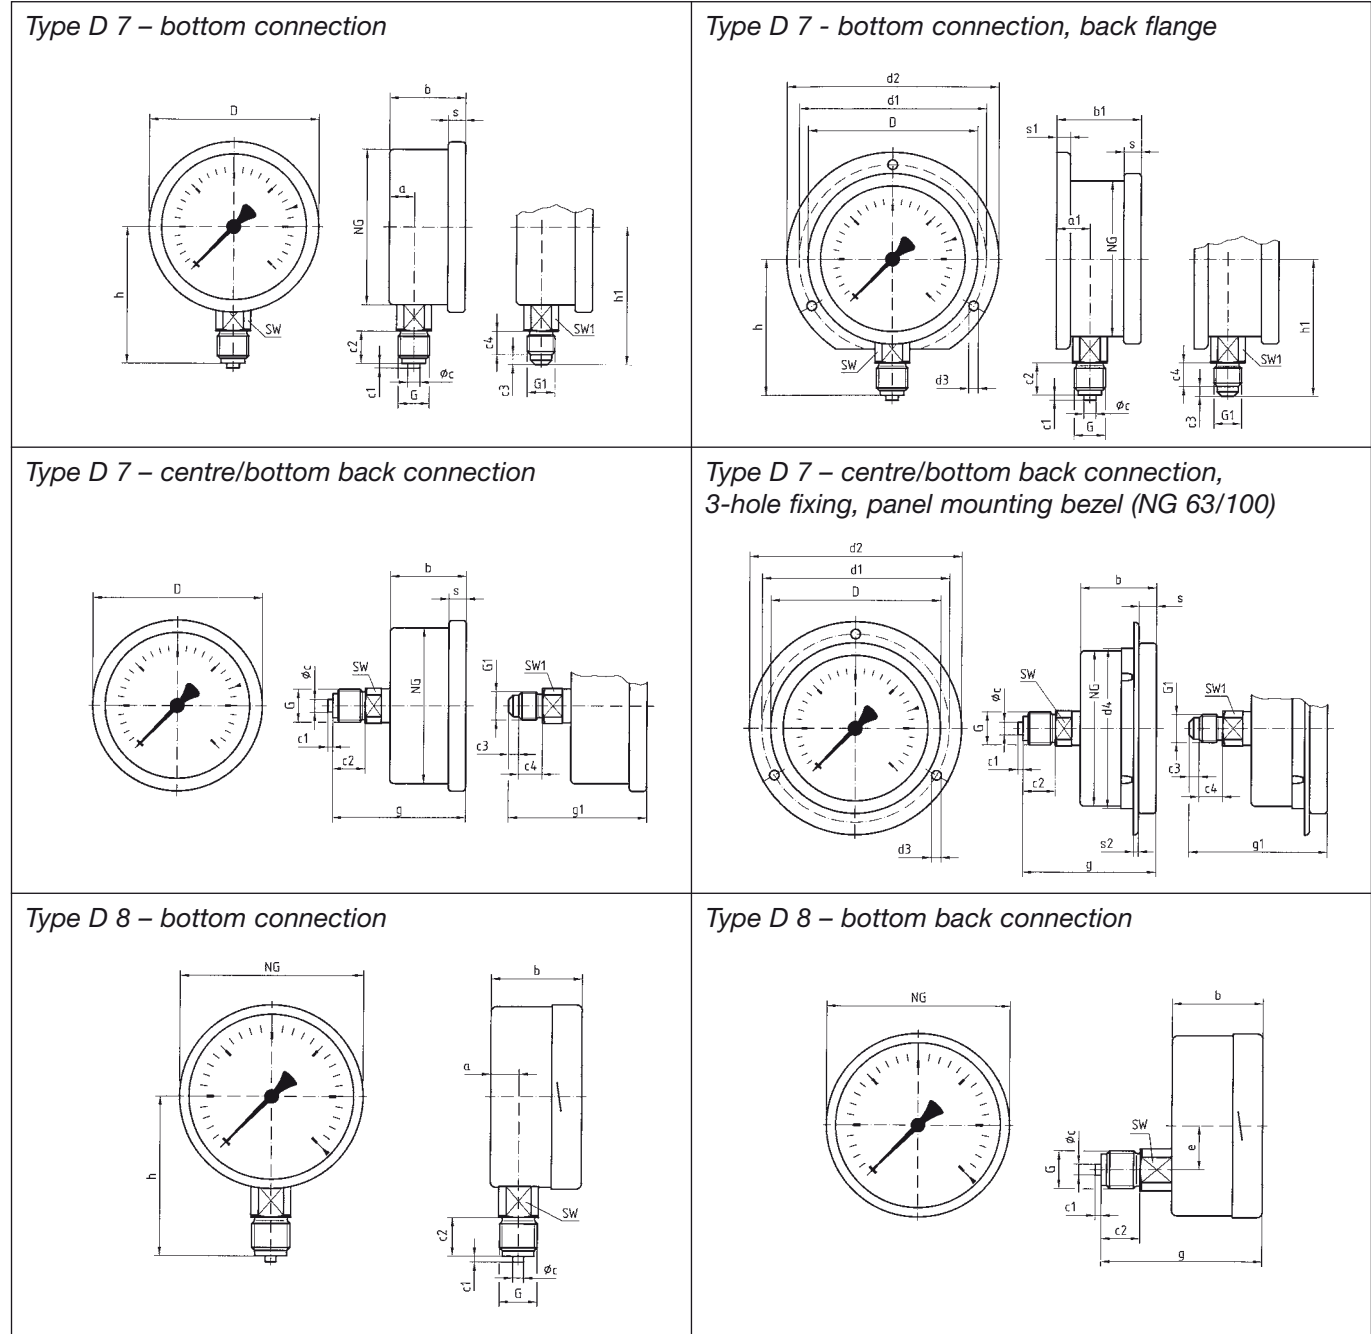 Type D 7 – bottom connection
D
h
SW
b
s
a
NG
c2
c1
Øc
G
h1
SW1
c4
c3
G1
Type D 7 - bottom connection, back flange
d2
d1
D
h
SW
d3
b1
s1
s
a1
NG
c2
c1
Øc
G
h1
SW1
c4
c3
G1
Type D 7 – centre/bottom back connection
D
b
s
SW
Øc
G
NG
c1
c2
g
G1
SW1
c3
c4
g1
Type D 7 – centre/bottom back connection,
3-hole fixing, panel mounting bezel (NG 63/100)
d2
d1
D
d3
b
s
SW
Øc
G
NG
d4
c1
c2
s2
g
G1
SW1
c3
c4
g1
Type D 8 – bottom connection
NG
h
b
a
SW
c2
c1
Øc
G
Type D 8 – bottom back connection
NG
b
SW
Øc
G
e
c1
c2
g